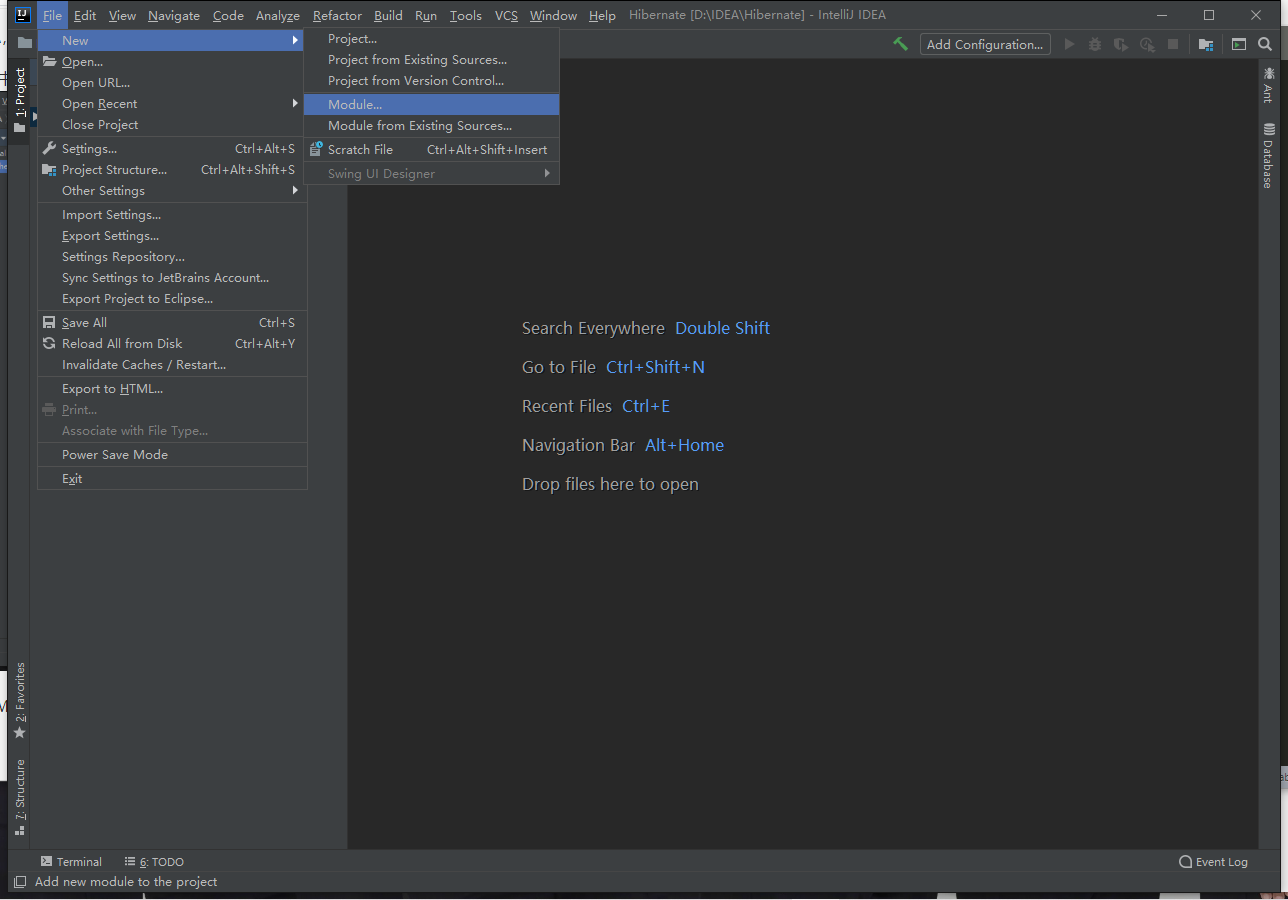 File Edit View Navigate Code Analyze Refactor Build Run Tools VCS Window Help Hibernate [D:\IDEA\Hibernate] - IntelliJ IDEA
Add Configuration...
New
Open...
Open URL...
Open Recent
Close Project
Settings... Ctrl+Alt+S
Project Structure... Ctrl+Alt+Shift+S
Other Settings
Import Settings...
Export Settings...
Settings Repository...
Sync Settings to JetBrains Account...
Export Project to Eclipse...
Save All Ctrl+S
Reload All from Disk Ctrl+Alt+Y
Invalidate Caches / Restart...
Export to HTML...
Print...
Associate with File Type...
Power Save Mode
Exit
Project...
Project from Existing Sources...
Project from Version Control...
Module...
Module from Existing Sources...
Scratch File Ctrl+Alt+Shift+Insert
Swing UI Designer
1: Project
2: Favorites
7: Structure
Search Everywhere Double Shift
Go to File Ctrl+Shift+N
Recent Files Ctrl+E
Navigation Bar Alt+Home
Drop files here to open
Ant
Database
Terminal 6: TODO Event Log
Add new module to the project